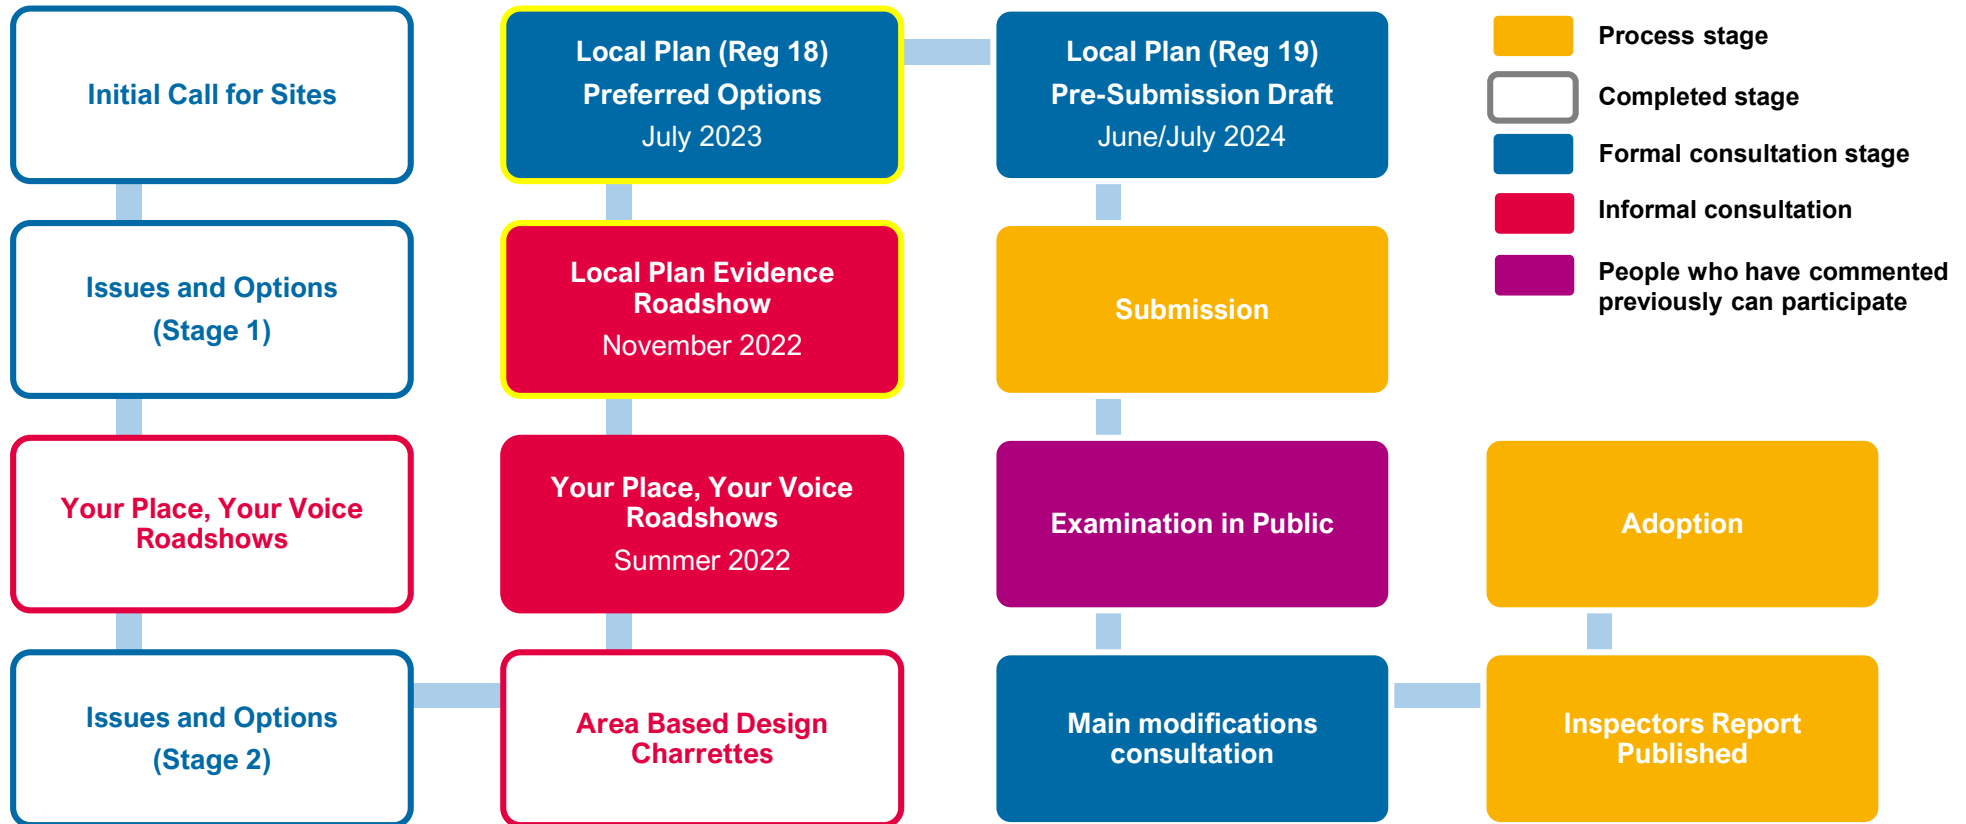 Initial Call for Sites
Issues and Options
(Stage 1)
Your Place, Your Voice
Roadshows
Issues and Options
(Stage 2)
Area Based Design
Charrettes
Your Place, Your Voice
Roadshows
Summer 2022
Local Plan Evidence
Roadshow
November 2022
Local Plan (Reg 18)
Preferred Options
July 2023
Local Plan (Reg 19)
Pre-Submission Draft
June/July 2024
Submission
Examination in Public
Main modifications
consultation
Inspectors Report
Published
Adoption
Process stage
Completed stage
Formal consultation stage
Informal consultation
People who have commented
previously can participate